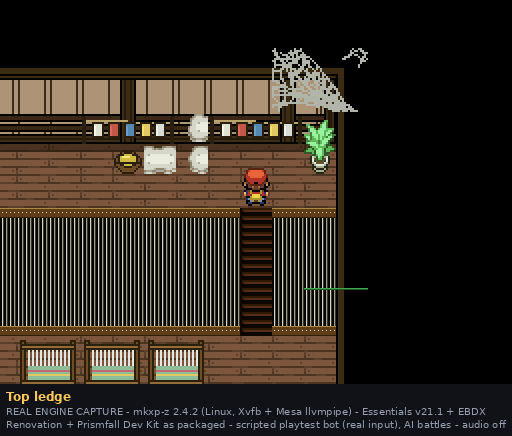 Top ledge
REAL ENGINE CAPTURE - mkxp-z 2.4.2 (Linux, Xvfb + Mesa llvmpipe) - Essentials v21.1 + EBDX
Renovation + Prismfall Dev Kit as packaged - scripted playtest bot (real input), AI battles - audio off